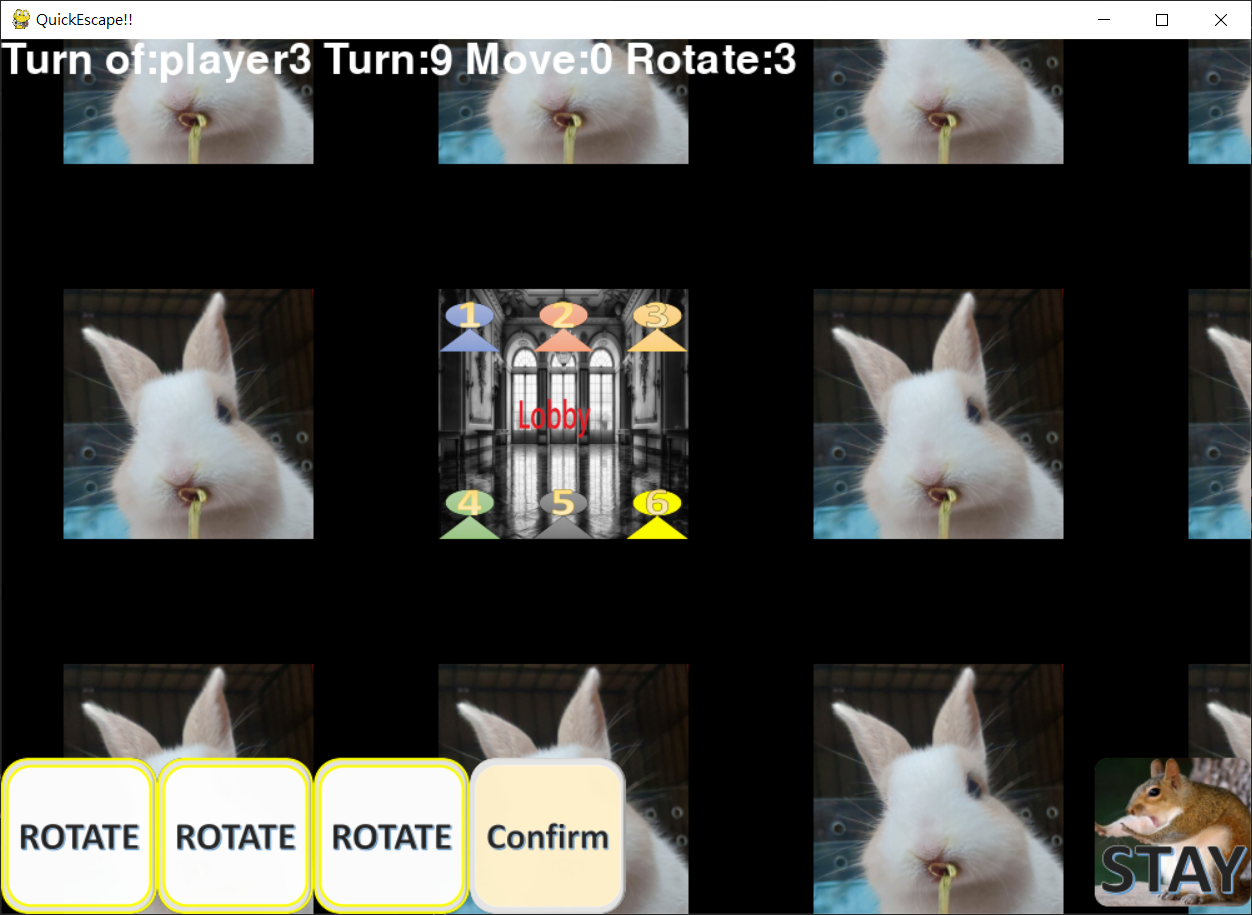 QuickEscape!!
Turn of:player3 Turn:9 Move:0 Rotate:3
1 2 3
Lobby
4 5 6
ROTATE ROTATE ROTATE Confirm
STAY